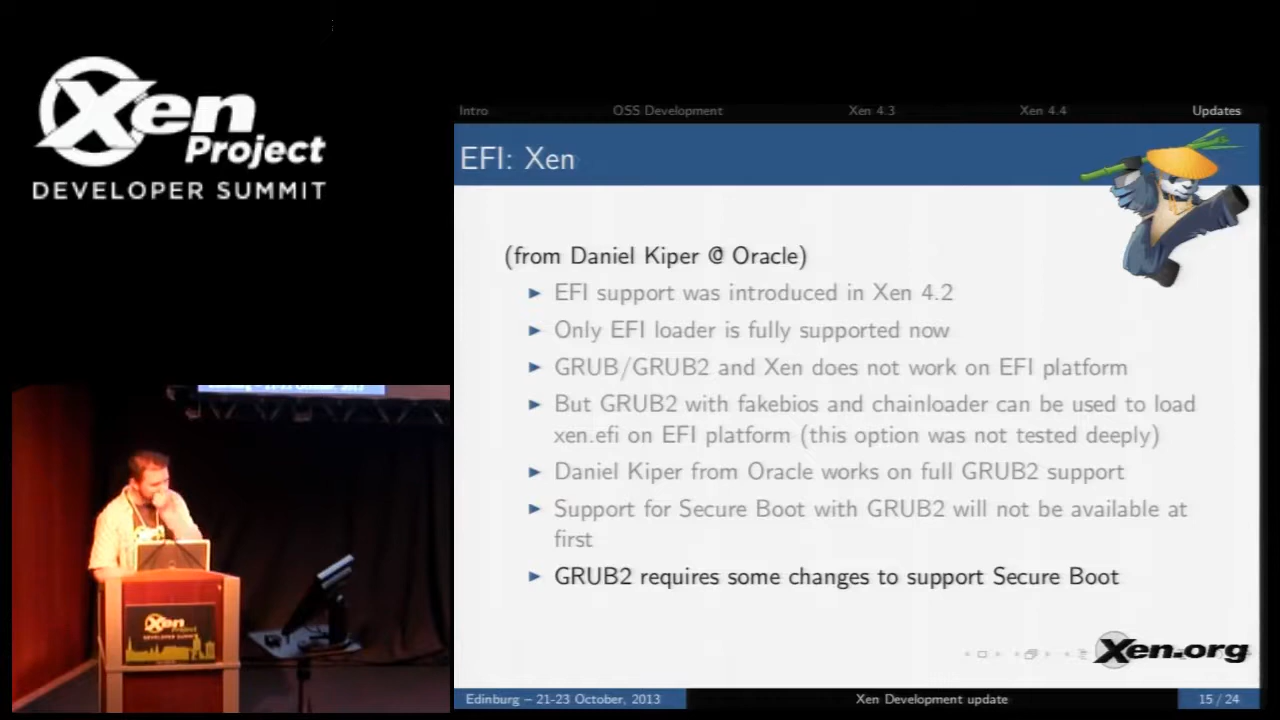 Xen
Project
DEVELOPER SUMMIT
Intro OSS Development Xen 4.3 Xen 4.4 Updates
EFI: Xen
(from Daniel Kiper @ Oracle)
EFI support was introduced in Xen 4.2
Only EFI loader is fully supported now
GRUB/GRUB2 and Xen does not work on EFI platform
But GRUB2 with fakebios and chainloader can be used to load
xen.efi on EFI platform (this option was not tested deeply)
Daniel Kiper from Oracle works on full GRUB2 support
Support for Secure Boot with GRUB2 will not be available at
first
GRUB2 requires some changes to support Secure Boot
Xen.org
Edinburg – 21-23 October, 2013 Xen Development update 15 / 24
Xen
Project
DEVELOPER SUMMIT